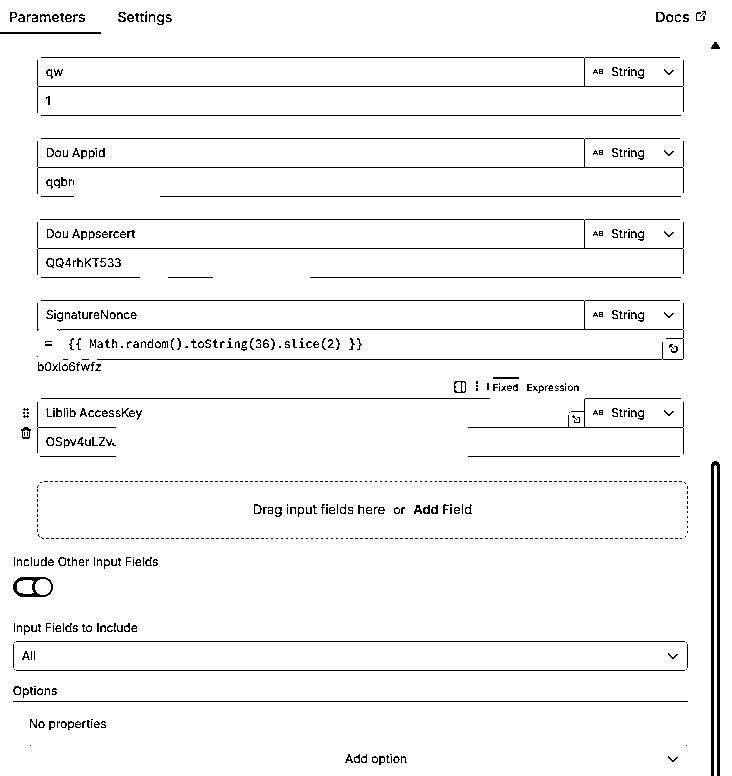 Parameters Settings Docs
qw String
1
Dou Appid String
qqbr
Dou Appsercert String
QQ4rhKT533
SignatureNonce String
= {{ Math.random().toString(36).slice(2) }}
b0xlo6fwfz
Fixed Expression
Liblib AccessKey String
OSpv4uLZv
Drag input fields here or Add Field
Include Other Input Fields
Input Fields to Include
All
Options
No properties
Add option